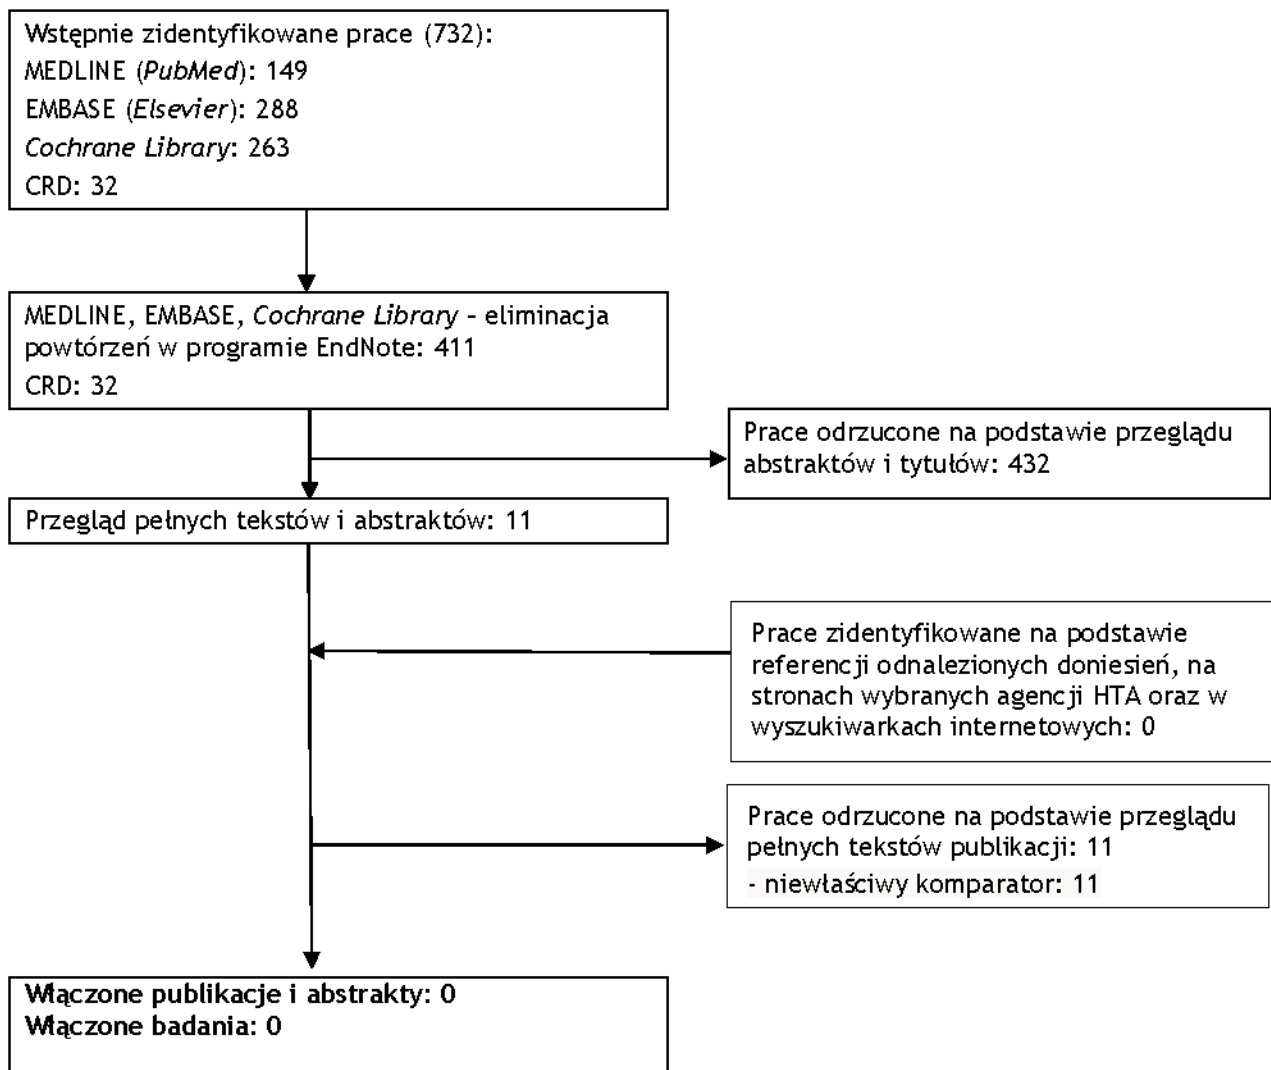 Wstępnie zidentyfikowane prace (732):
MEDLINE (PubMed): 149
EMBASE (Elsevier): 288
Cochrane Library: 263
CRD: 32
MEDLINE, EMBASE, Cochrane Library – eliminacja
powtórzeń w programie EndNote: 411
CRD: 32
Prace odrzucone na podstawie przeglądu
abstraktów i tytułów: 432
Przegląd pełnych tekstów i abstraktów: 11
Prace zidentyfikowane na podstawie
referencji odnalezionych doniesień, na
stronach wybranych agencji HTA oraz w
wyszukiwarkach internetowych: 0
Prace odrzucone na podstawie przeglądu
pełnych tekstów publikacji: 11
- niewłaściwy komparator: 11
Włączone publikacje i abstrakty: 0
Włączone badania: 0